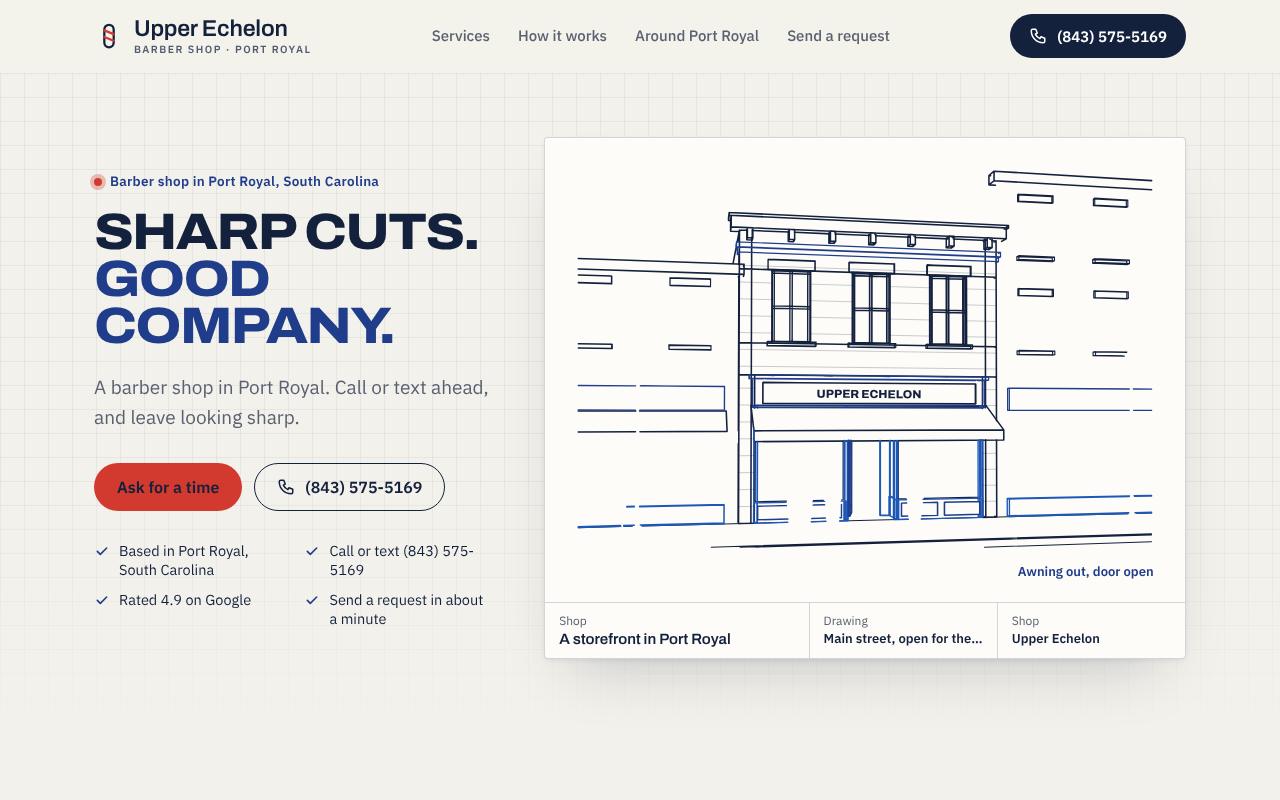 Upper Echelon
BARBER SHOP · PORT ROYAL
Services
How it works
Around Port Royal
Send a request
(843) 575-5169
Barber shop in Port Royal, South Carolina
SHARP CUTS.
GOOD
COMPANY.
A barber shop in Port Royal. Call or text ahead,
and leave looking sharp.
Ask for a time
(843) 575-5169
Based in Port Royal,
South Carolina
Call or text (843) 575-
5169
Rated 4.9 on Google
Send a request in about
a minute
UPPER ECHELON
Awning out, door open
Shop
A storefront in Port Royal
Drawing
Main street, open for the…
Shop
Upper Echelon